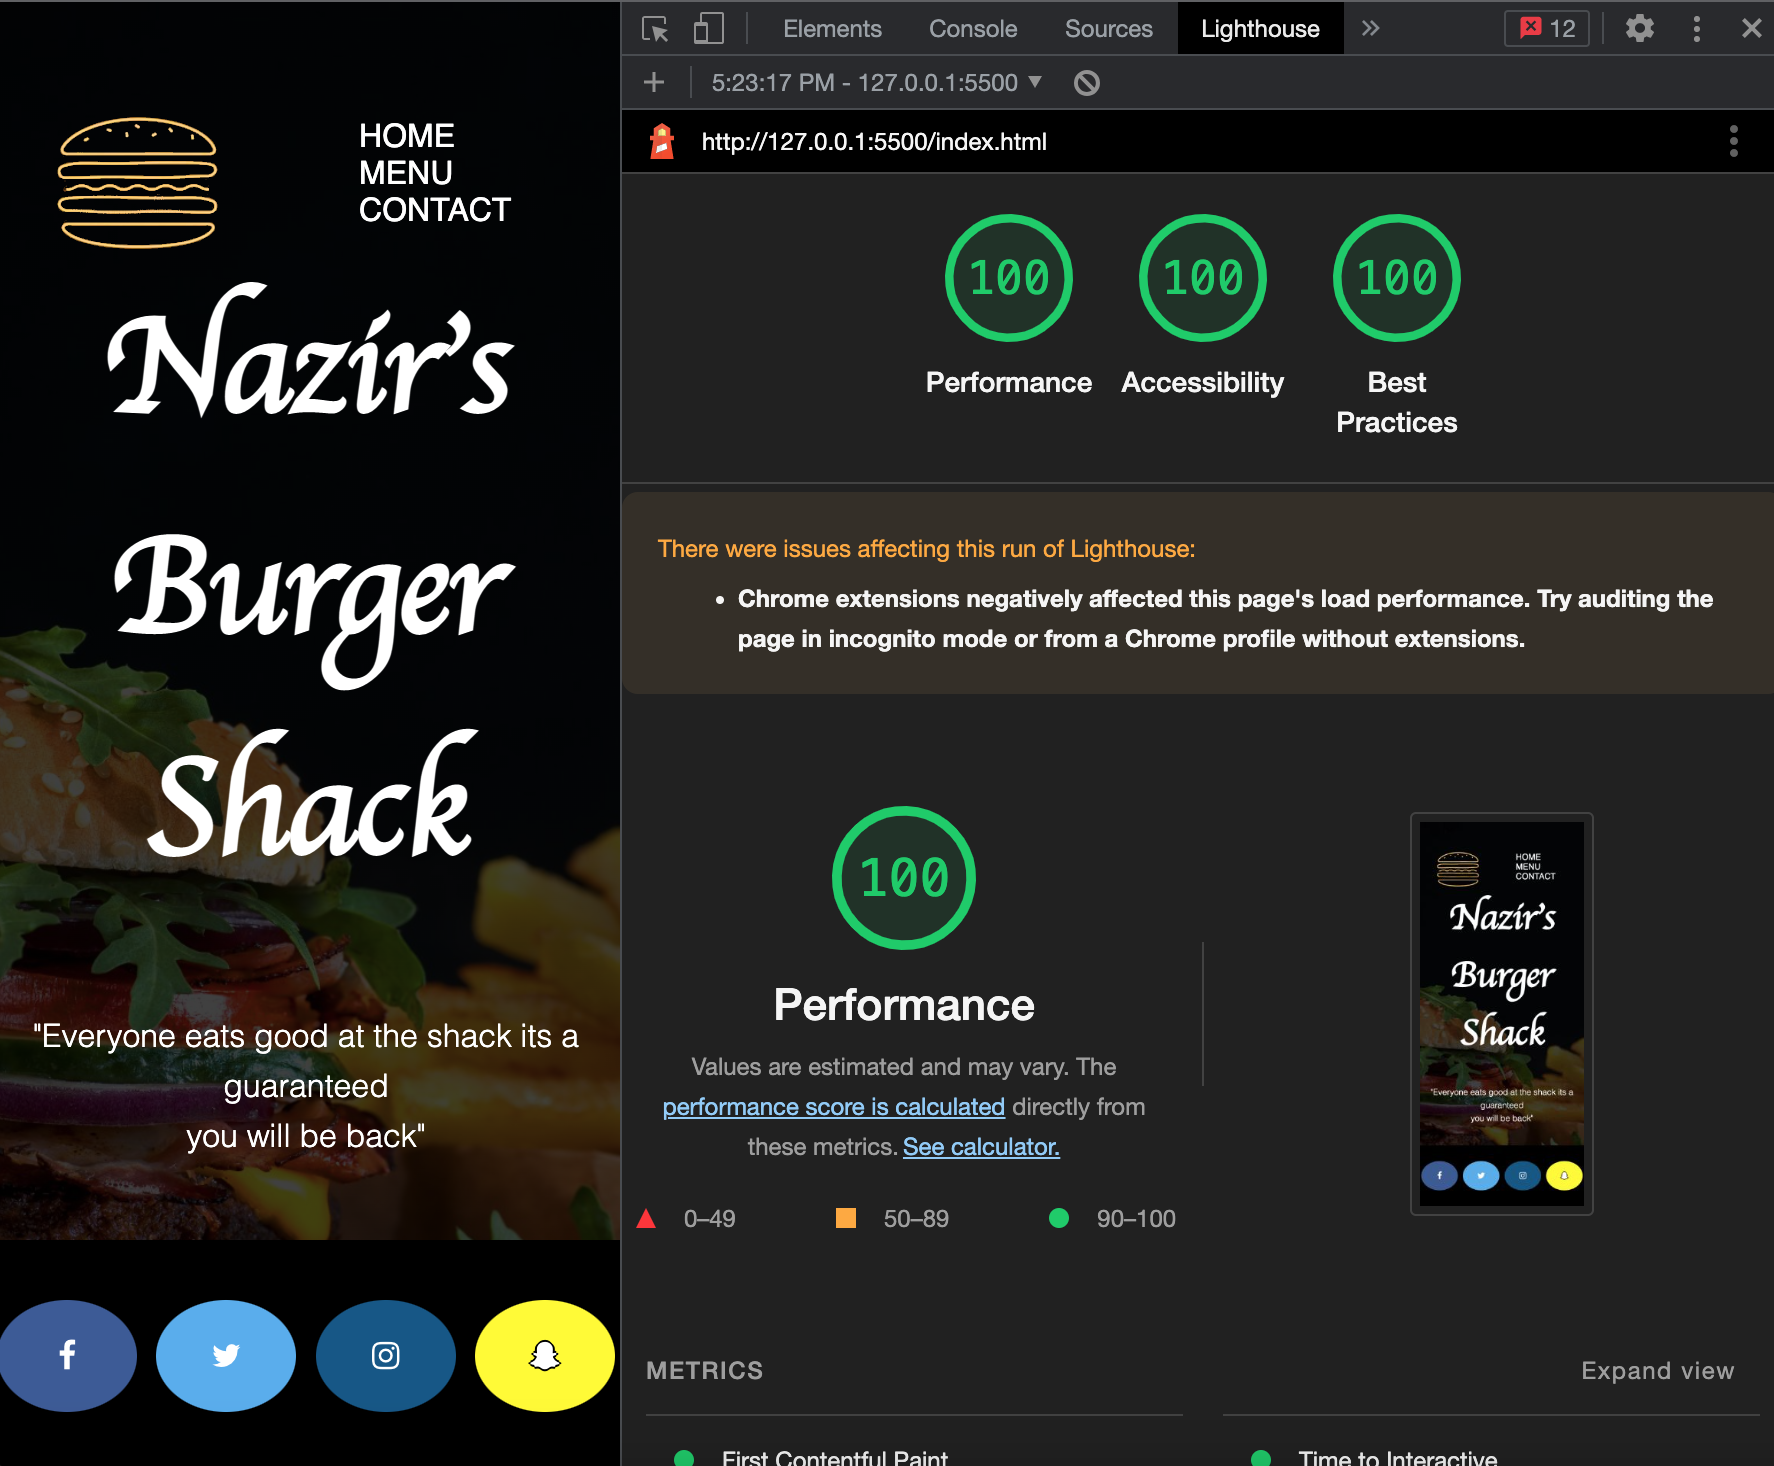 HOME
MENU
CONTACT
Nazir's
Burger
Shack
"Everyone eats good at the shack its a
guaranteed
you will be back"
Elements Console Sources Lighthouse 12
5:23:17 PM - 127.0.0.1:5500
http://127.0.0.1:5500/index.html
100 100 100
Performance Accessibility Best
Practices
There were issues affecting this run of Lighthouse:
• Chrome extensions negatively affected this page's load performance. Try auditing the
page in incognito mode or from a Chrome profile without extensions.
100
Performance
Values are estimated and may vary. The
performance score is calculated directly from
these metrics. See calculator.
0–49 50–89 90–100
HOME
MENU
CONTACT
Nazir's
Burger
Shack
"Everyone eats good at the shack its a
guaranteed
you will be back"
METRICS Expand view
First Contentful Paint Time to Interactive